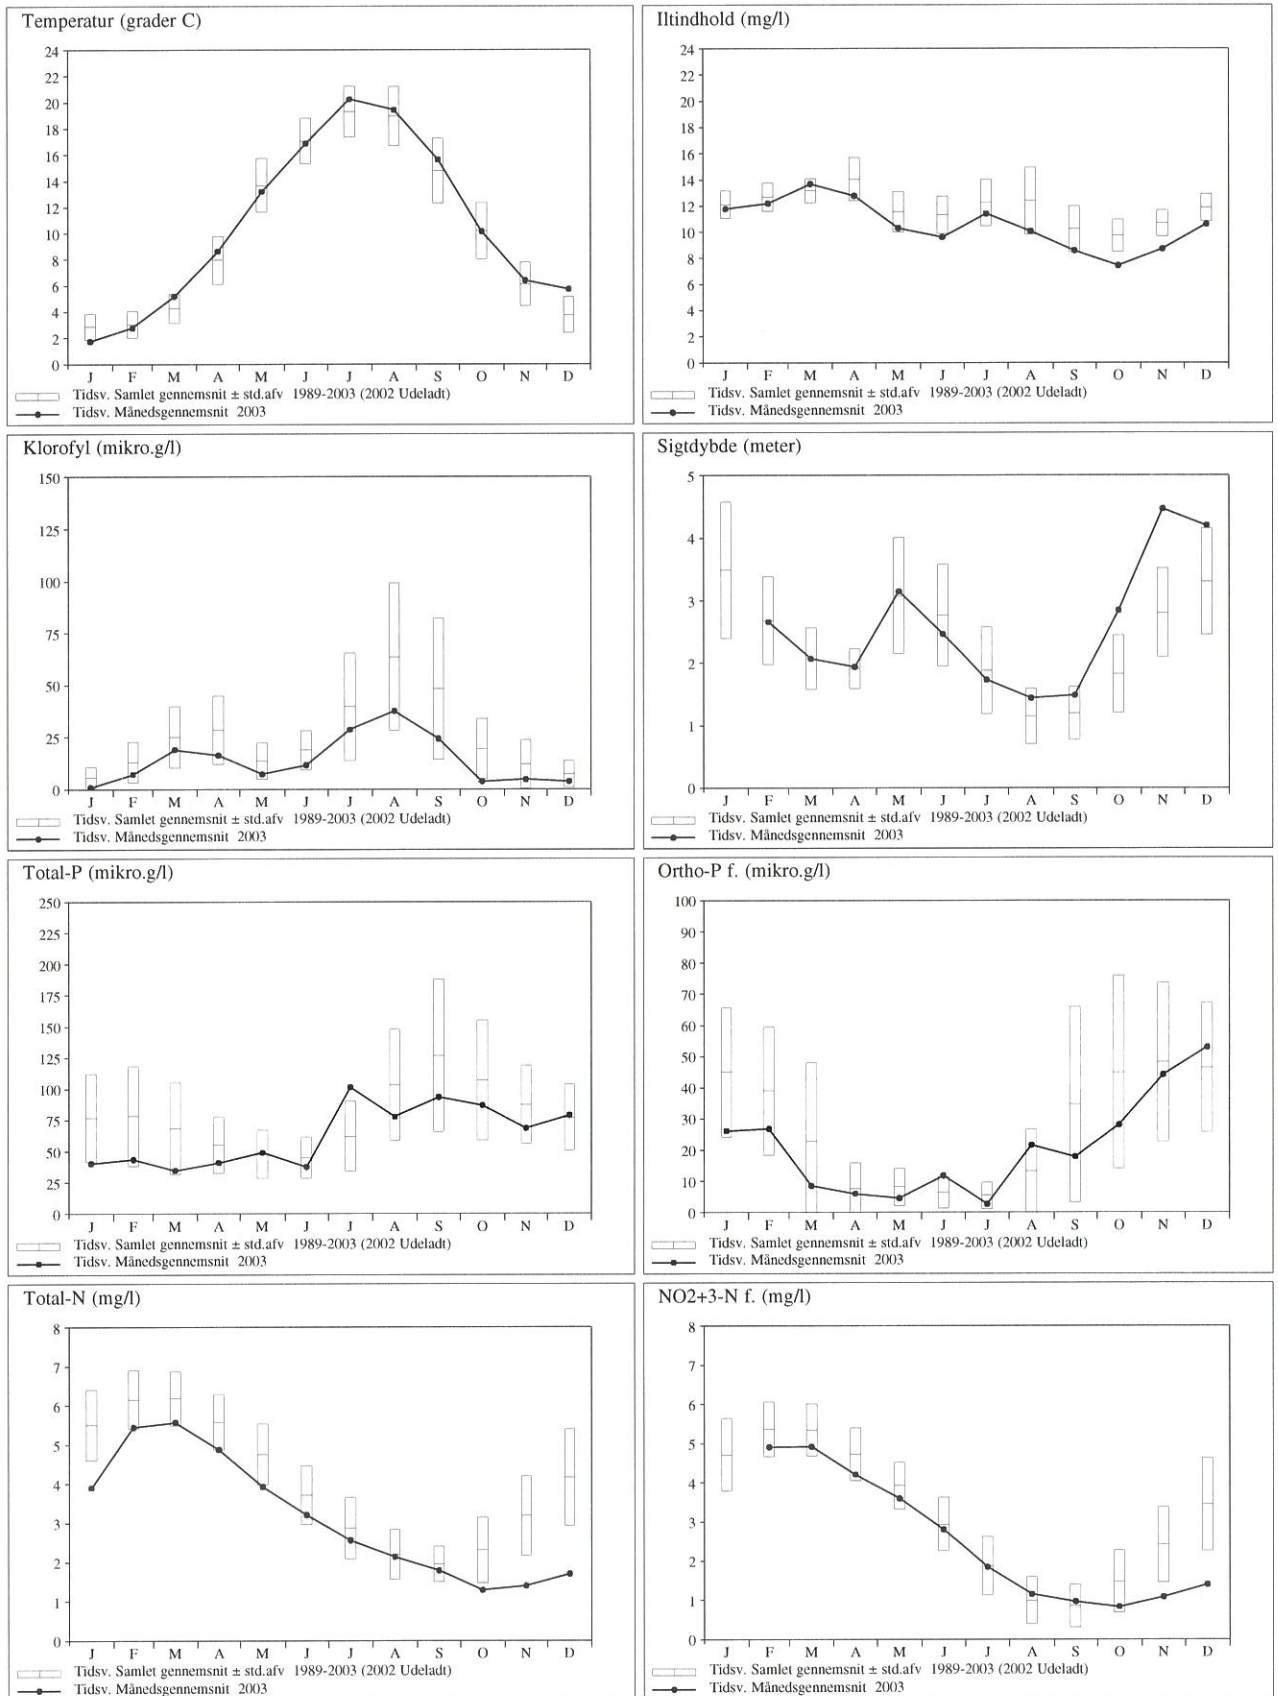 Temperatur (grader C)
24
22
20
18
16
14
12
10
8
6
4
2
0
J F M A M J J A S O N D
Tidsv. Samlet gennemsnit ± std.afv 1989-2003 (2002 Udeladt)
Tidsv. Månedsgennemsnit 2003
Iltindhold (mg/l)
24
22
20
18
16
14
12
10
8
6
4
2
0
J F M A M J J A S O N D
Tidsv. Samlet gennemsnit ± std.afv 1989-2003 (2002 Udeladt)
Tidsv. Månedsgennemsnit 2003
Klorofyl (mikro.g/l)
150
125
100
75
50
25
0
J F M A M J J A S O N D
Tidsv. Samlet gennemsnit ± std.afv 1989-2003 (2002 Udeladt)
Tidsv. Månedsgennemsnit 2003
Sigtdybde (meter)
5
4
3
2
1
0
J F M A M J J A S O N D
Tidsv. Samlet gennemsnit ± std.afv 1989-2003 (2002 Udeladt)
Tidsv. Månedsgennemsnit 2003
Total-P (mikro.g/l)
250
225
200
175
150
125
100
75
50
25
0
J F M A M J J A S O N D
Tidsv. Samlet gennemsnit ± std.afv 1989-2003 (2002 Udeladt)
Tidsv. Månedsgennemsnit 2003
Ortho-P f. (mikro.g/l)
100
90
80
70
60
50
40
30
20
10
0
J F M A M J J A S O N D
Tidsv. Samlet gennemsnit ± std.afv 1989-2003 (2002 Udeladt)
Tidsv. Månedsgennemsnit 2003
Total-N (mg/l)
8
7
6
5
4
3
2
1
0
J F M A M J J A S O N D
Tidsv. Samlet gennemsnit ± std.afv 1989-2003 (2002 Udeladt)
Tidsv. Månedsgennemsnit 2003
NO2+3-N f. (mg/l)
8
7
6
5
4
3
2
1
0
J F M A M J J A S O N D
Tidsv. Samlet gennemsnit ± std.afv 1989-2003 (2002 Udeladt)
Tidsv. Månedsgennemsnit 2003